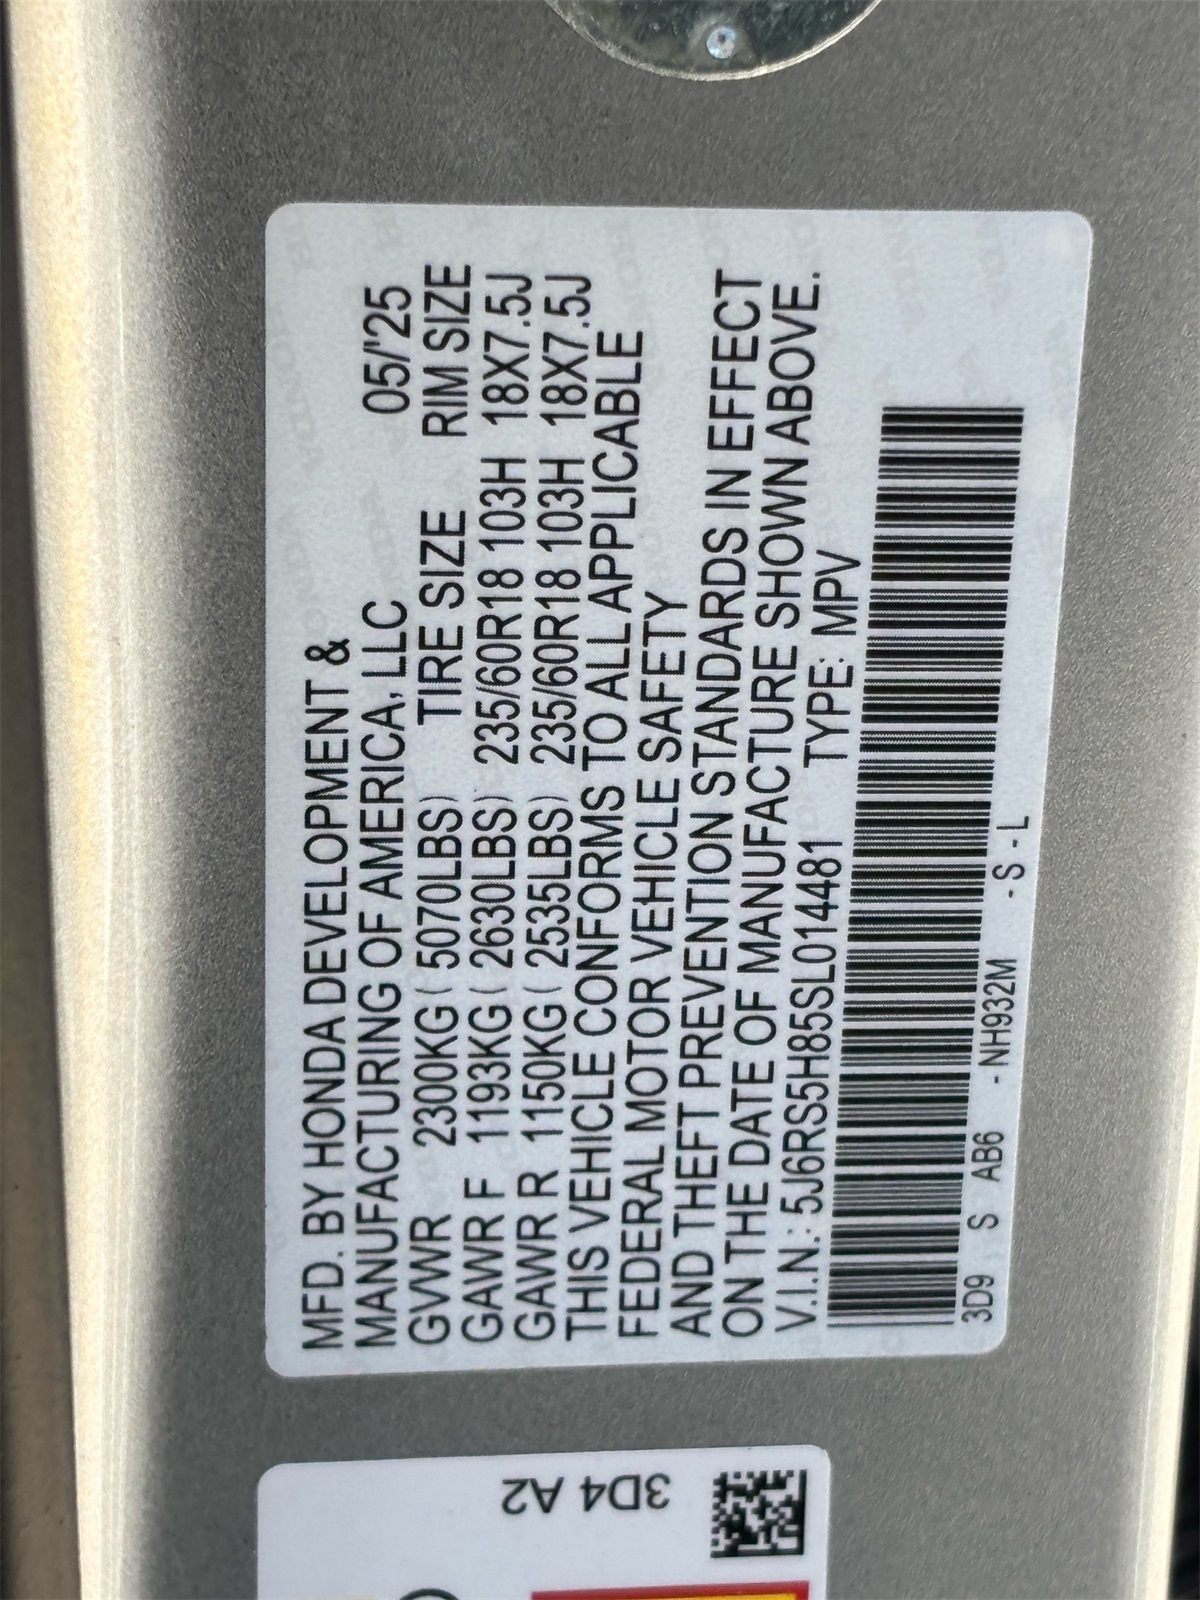 MFD. BY HONDA DEVELOPMENT &
MANUFACTURING OF AMERICA, LLC 05/'25
GVWR 2300KG ( 5070LBS) TIRE SIZE RIM SIZE
GAWR F 1193KG ( 2630LBS) 235/60R18 103H 18X7.5J
GAWR R 1150KG ( 2535LBS) 235/60R18 103H 18X7.5J
THIS VEHICLE CONFORMS TO ALL APPLICABLE
FEDERAL MOTOR VEHICLE SAFETY
AND THEFT PREVENTION STANDARDS IN EFFECT
ON THE DATE OF MANUFACTURE SHOWN ABOVE.
V.I.N.: 5J6RS5H85SL014481 TYPE: MPV
3D9 S AB6 - NH932M - S - L
3D4 A2